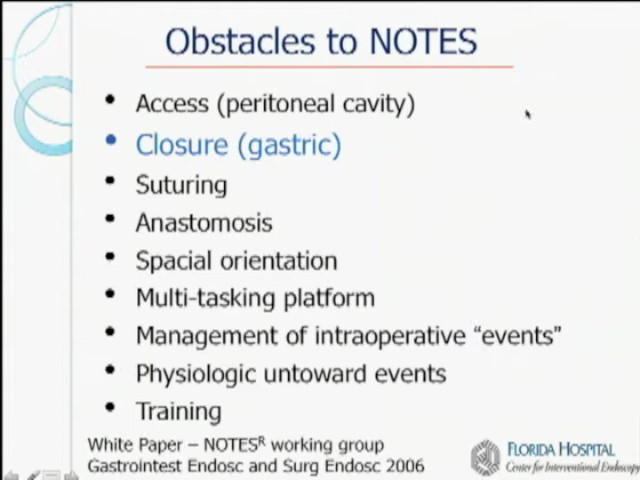 Obstacles to NOTES
• Access (peritoneal cavity)
• Closure (gastric)
• Suturing
• Anastomosis
• Spacial orientation
• Multi-tasking platform
• Management of intraoperative “events”
• Physiologic untoward events
• Training
White Paper – NOTESᴿ working group
Gastrointest Endosc and Surg Endosc 2006
FLORIDA HOSPITAL
Center for Interventional Endoscopy